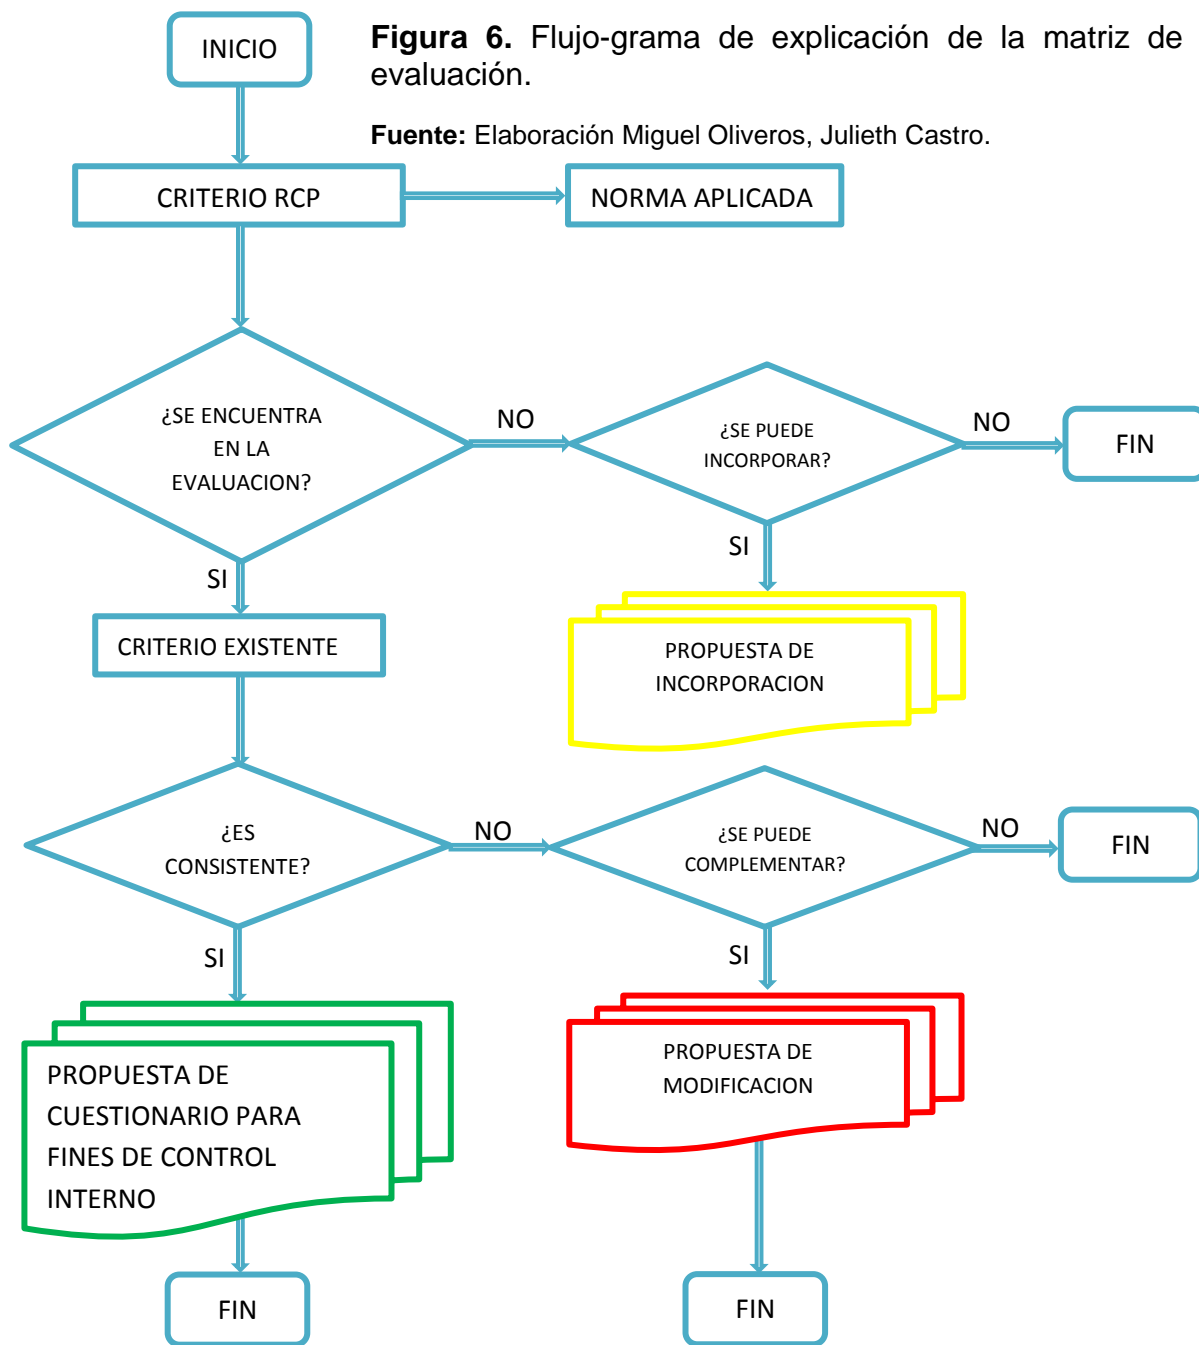 INICIO
Figura 6. Flujo-grama de explicación de la matriz de
evaluación.
Fuente: Elaboración Miguel Oliveros, Julieth Castro.
CRITERIO RCP
NORMA APLICADA
¿SE ENCUENTRA
EN LA
EVALUACION?
NO
¿SE PUEDE
INCORPORAR?
NO
FIN
SI
SI
CRITERIO EXISTENTE
PROPUESTA DE
INCORPORACION
¿ES
CONSISTENTE?
NO
¿SE PUEDE
COMPLEMENTAR?
NO
FIN
SI
SI
PROPUESTA DE
CUESTIONARIO PARA
FINES DE CONTROL
INTERNO
PROPUESTA DE
MODIFICACION
FIN
FIN